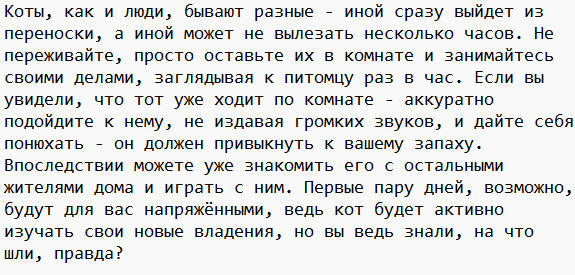 Коты, как и люди, бывают разные - иной сразу выйдет из
переноски, а иной может не вылезать несколько часов. Не
переживайте, просто оставьте их в комнате и занимайтесь
своими делами, заглядывая к питомцу раз в час. Если вы
увидели, что тот уже ходит по комнате - аккуратно
подойдите к нему, не издавая громких звуков, и дайте себя
понюхать - он должен привыкнуть к вашему запаху.
Впоследствии можете уже знакомить его с остальными
жителями дома и играть с ним. Первые пару дней, возможно,
будут для вас напряжёнными, ведь кот будет активно
изучать свои новые владения, но вы ведь знали, на что
шли, правда?